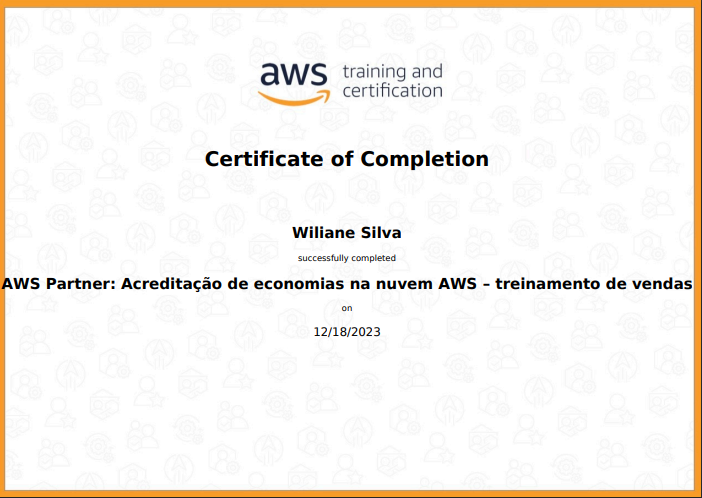 aws training and
certification
Certificate of Completion
Wiliane Silva
successfully completed
AWS Partner: Acreditação de economias na nuvem AWS – treinamento de vendas
on
12/18/2023